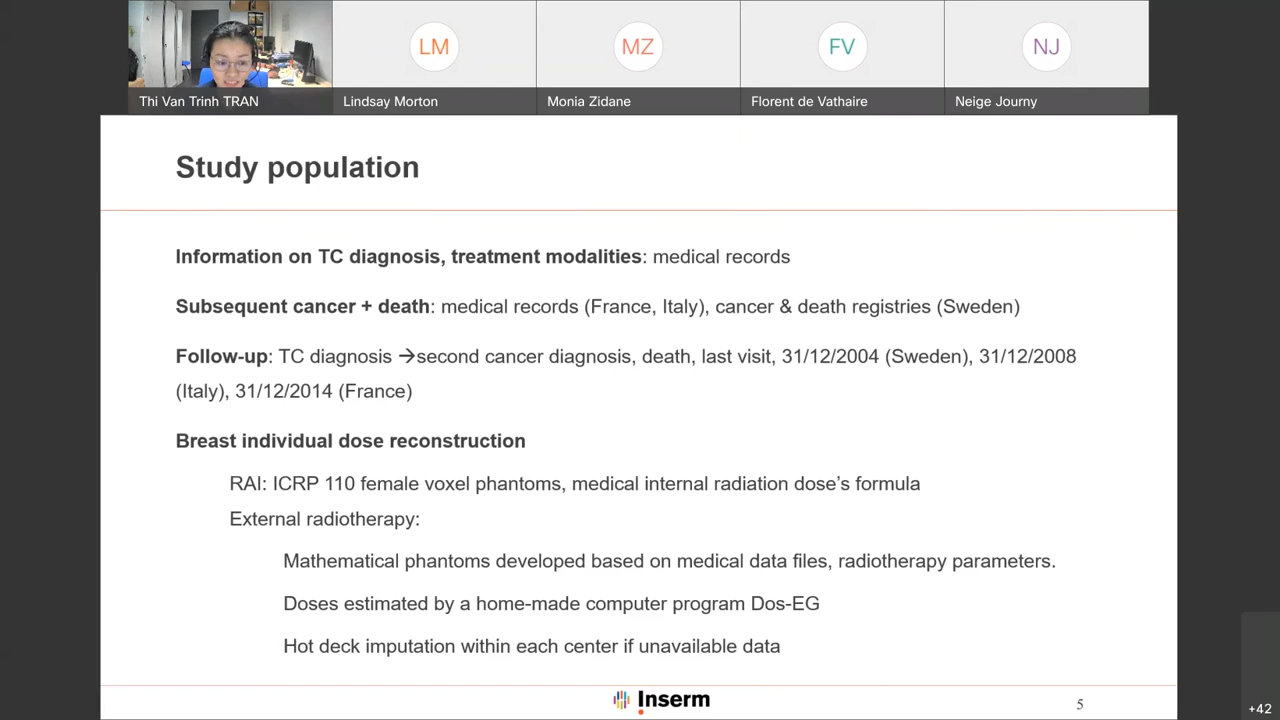 LM
MZ
FV
NJ
Thi Van Trinh TRAN
Lindsay Morton
Monia Zidane
Florent de Vathaire
Neige Journy
Study population
Information on TC diagnosis, treatment modalities: medical records
Subsequent cancer + death: medical records (France, Italy), cancer & death registries (Sweden)
Follow-up: TC diagnosis →second cancer diagnosis, death, last visit, 31/12/2004 (Sweden), 31/12/2008
(Italy), 31/12/2014 (France)
Breast individual dose reconstruction
RAI: ICRP 110 female voxel phantoms, medical internal radiation dose’s formula
External radiotherapy:
Mathematical phantoms developed based on medical data files, radiotherapy parameters.
Doses estimated by a home-made computer program Dos-EG
Hot deck imputation within each center if unavailable data
Inserm
5
+42